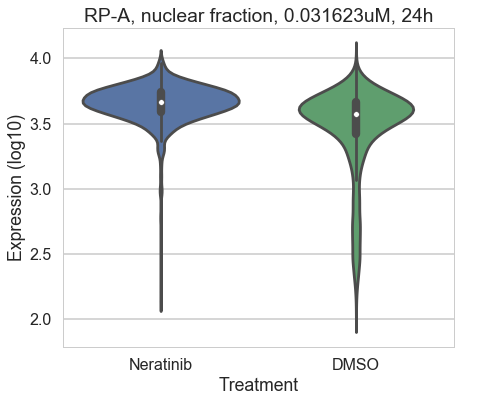 RP-A, nuclear fraction, 0.031623uM, 24h
Expression (log10)
4.0
3.5
3.0
2.5
2.0
Neratinib
DMSO
Treatment